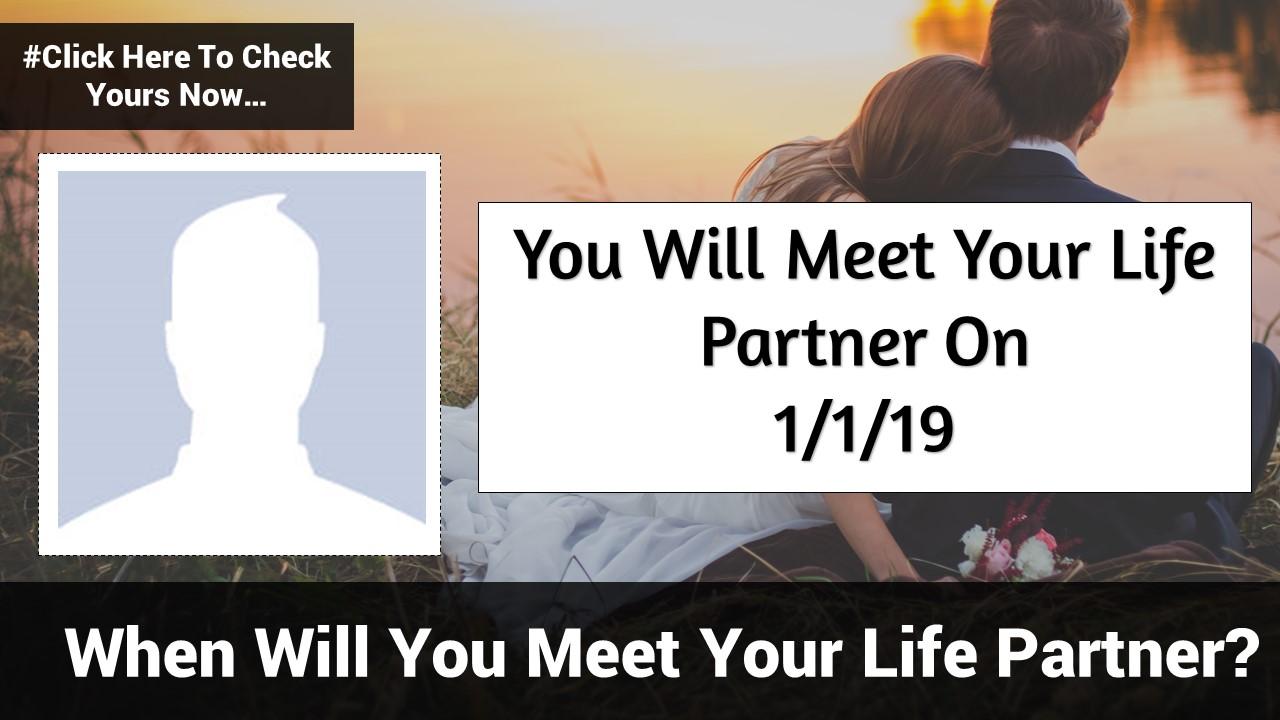 #Click Here To Check
Yours Now...
You Will Meet Your Life
Partner On
1/1/19
When Will You Meet Your Life Partner?